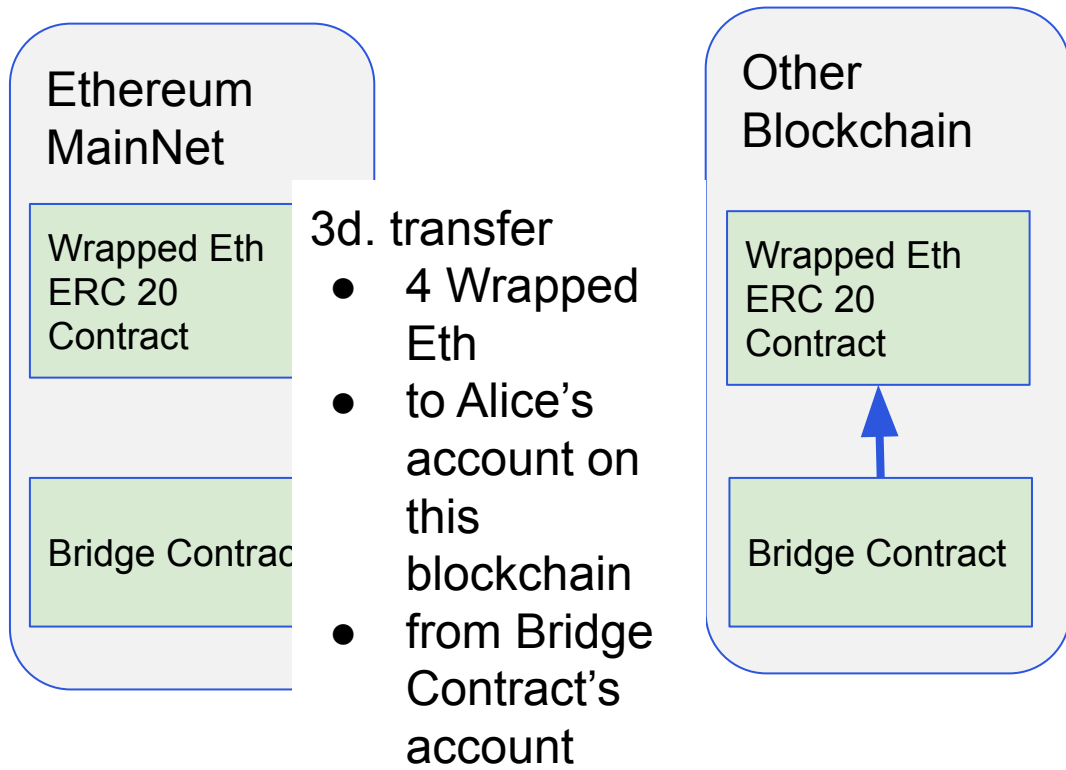 Ethereum
MainNet
Wrapped Eth
ERC 20
Contract
Bridge Contrac
3d. transfer
● 4 Wrapped
Eth
● to Alice’s
account on
this
blockchain
● from Bridge
Contract’s
account
Other
Blockchain
Wrapped Eth
ERC 20
Contract
Bridge Contract